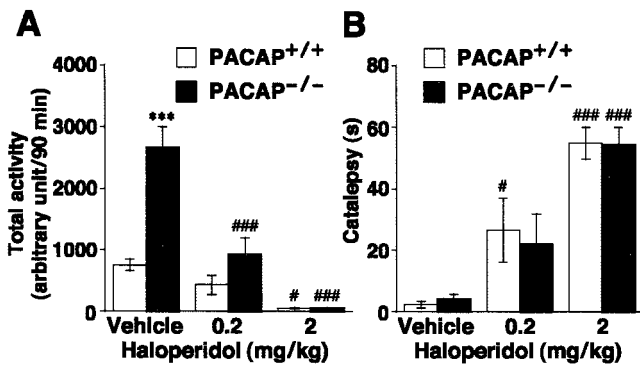 A
PACAP+/+
PACAP-/-
Total activity
(arbitrary unit/90 min)
4000
3000
2000
1000
0
***
###
#
###
Vehicle
0.2
2
Haloperidol (mg/kg)
B
PACAP+/+
PACAP-/-
Catalepsy (s)
80
60
40
20
0
#
###
###
Vehicle
0.2
2
Haloperidol (mg/kg)